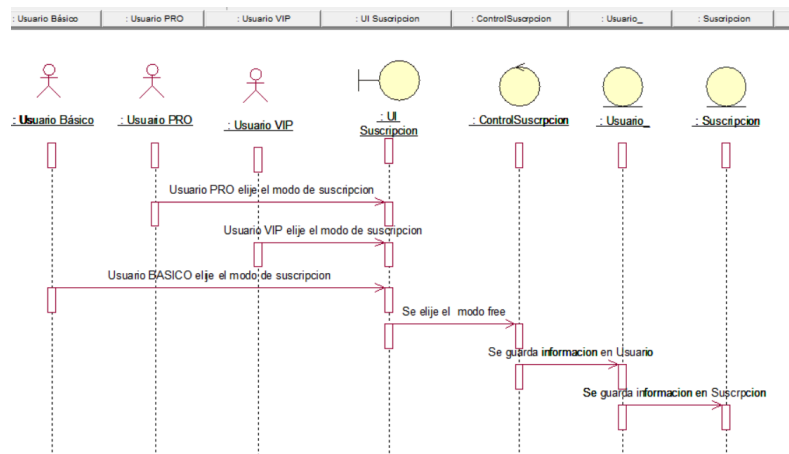 : Usuario Básico
: Usuario PRO
: Usuario VIP
: UI Suscripcion
: ControlSuscrpcion
: Usuario_
: Suscripcion
: Usuario Básico
: Usuario PRO
: Usuario VIP
: UI
Suscripcion
: ControlSuscrpcion
: Usuario_
: Suscripcion
Usuario PRO elije el modo de suscripcion
Usuario VIP elije el modo de suscripcion
Usuario BASICO elije el modo de suscripcion
Se elije el modo free
Se guarda informacion en Usuario
Se guarda informacion en Suscrpcion